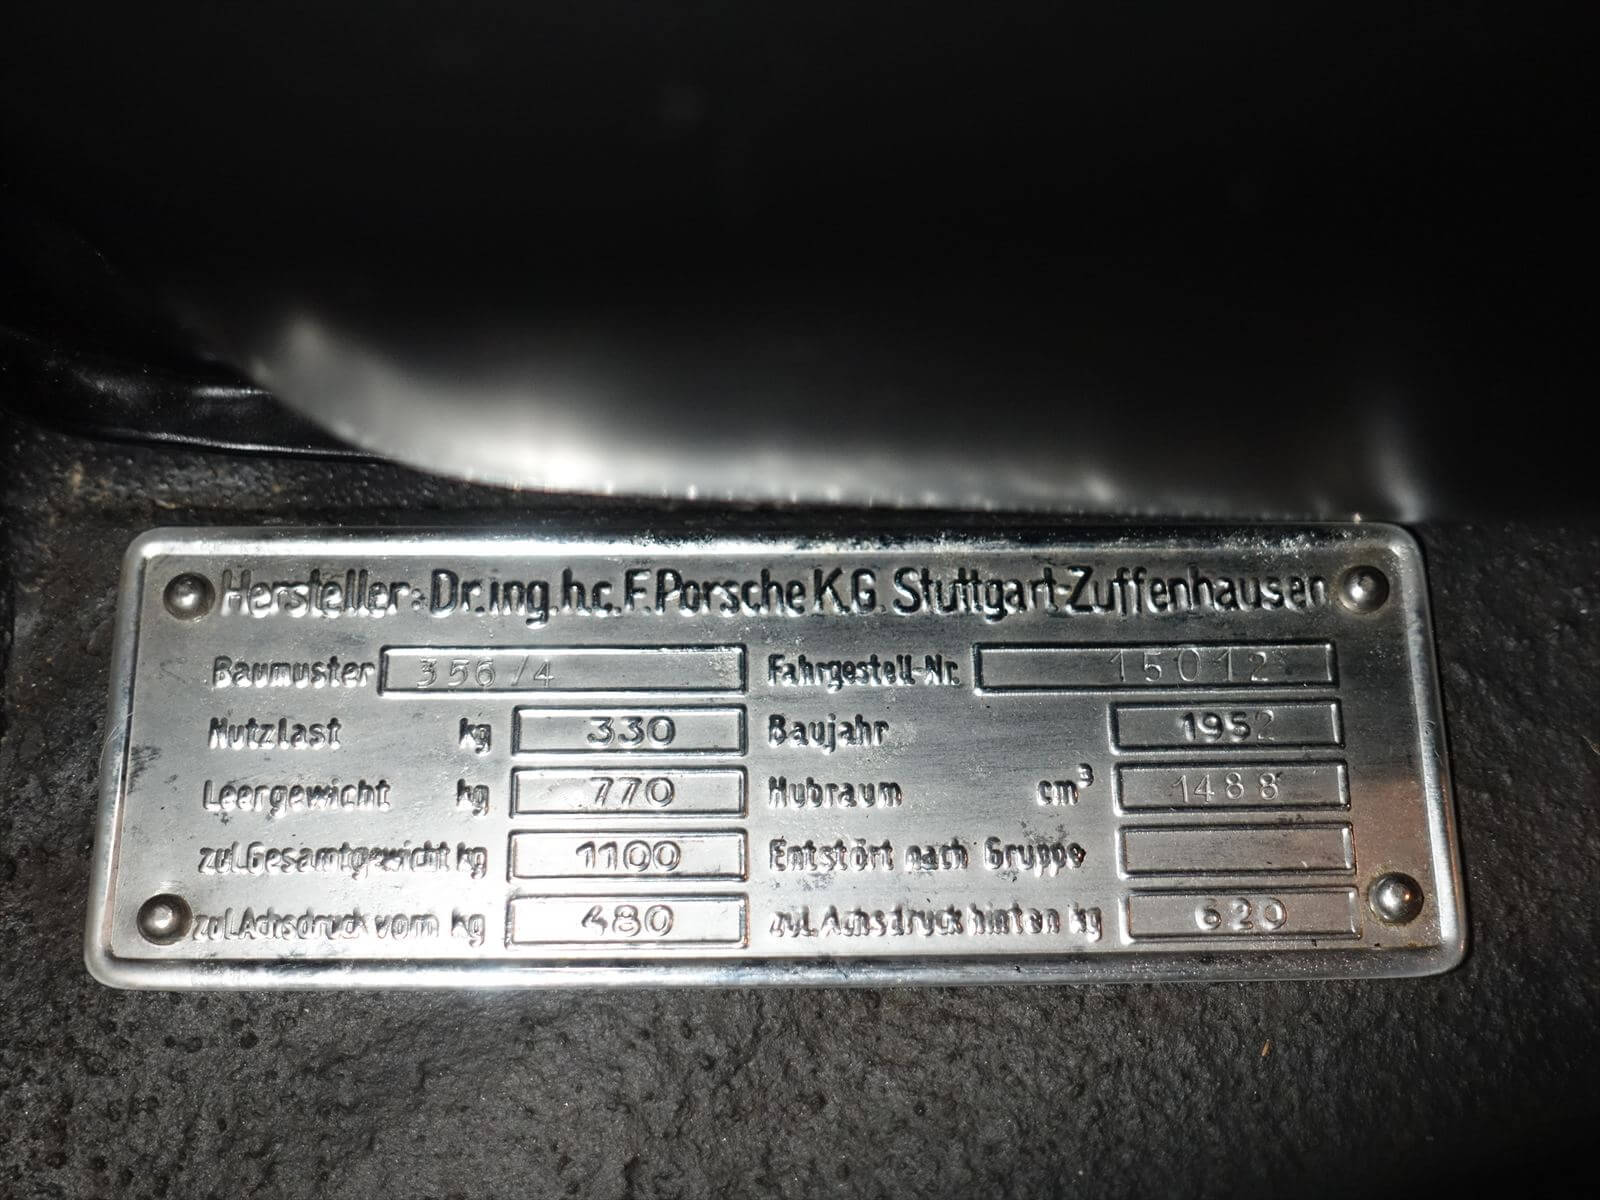 Hersteller: Dr.ing.h.c.F.Porsche K.G. Stuttgart-Zuffenhausen
Baumuster 356/4 Fahrgestell-Nr. 15012
Nutzlast kg 330 Baujahr 1952
Leergewicht kg 770 Hubraum cm³ 1488
zul.Gesamtgewicht kg 1100 Entstört nach Gruppe
zul.Achsdruck vorn kg 480 zul.Achsdruck hinten kg 620